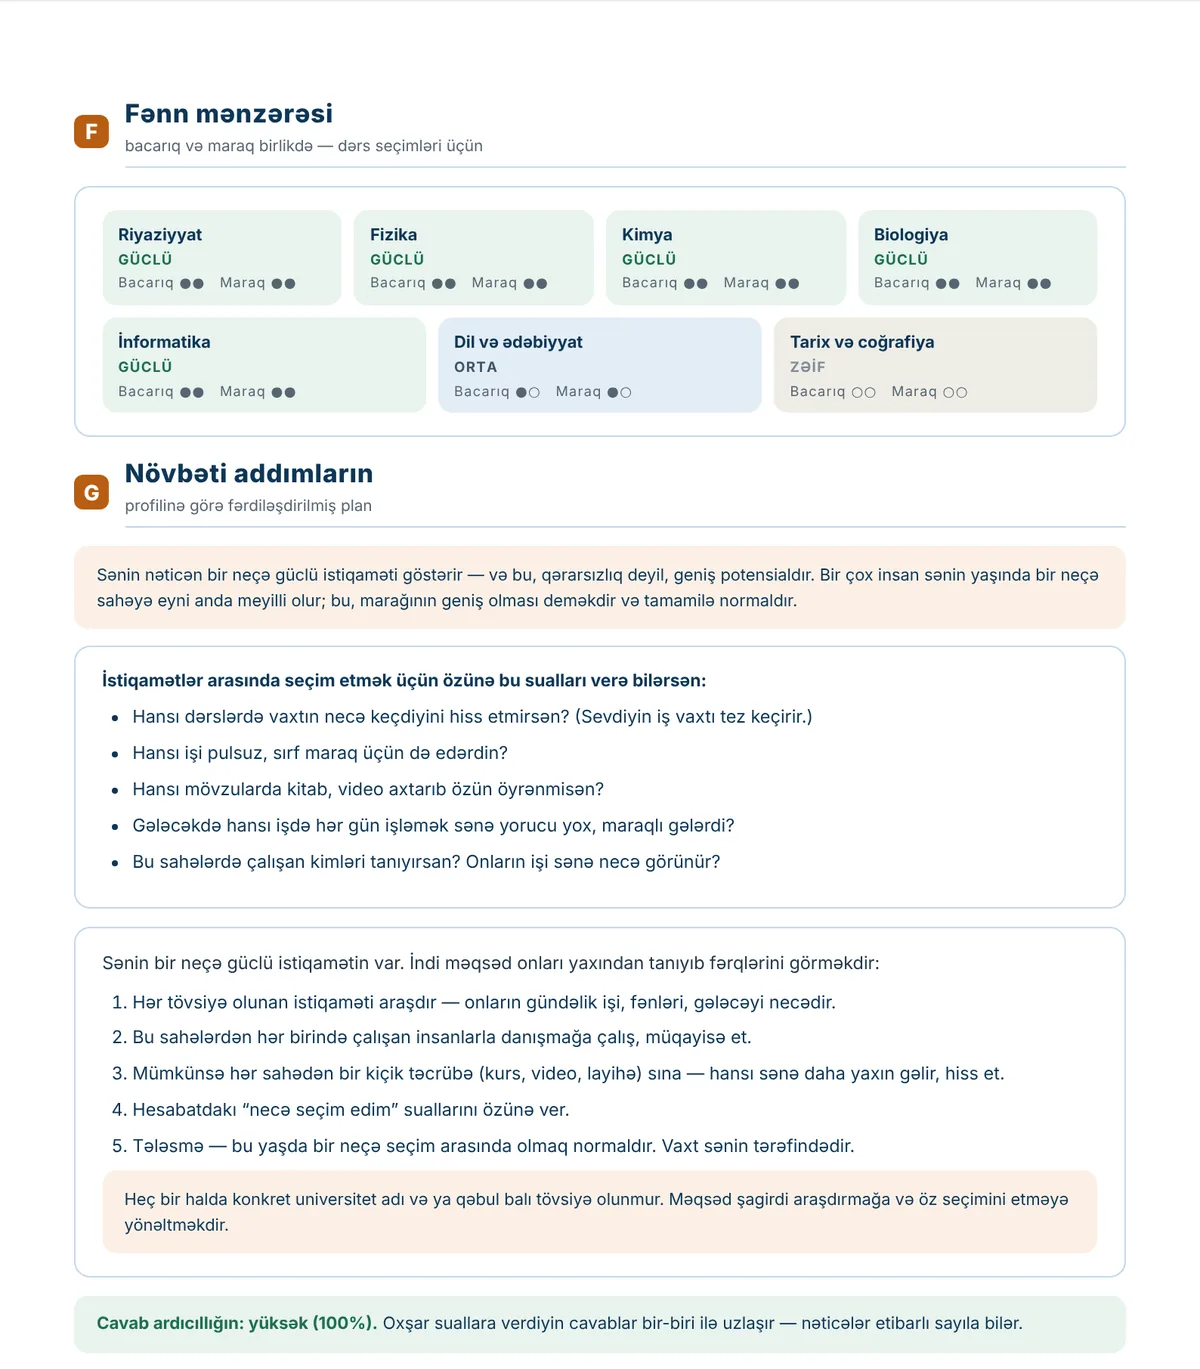 F
Fənn mənzərəsi
bacarıq və maraq birlikdə — dərs seçimləri üçün
Riyaziyyat
GÜCLÜ
Bacarıq ●● Maraq ●●
Fizika
GÜCLÜ
Bacarıq ●● Maraq ●●
Kimya
GÜCLÜ
Bacarıq ●● Maraq ●●
Biologiya
GÜCLÜ
Bacarıq ●● Maraq ●●
İnformatika
GÜCLÜ
Bacarıq ●● Maraq ●●
Dil və ədəbiyyat
ORTA
Bacarıq ●○ Maraq ●○
Tarix və coğrafiya
ZƏİF
Bacarıq ○○ Maraq ○○
G
Növbəti addımların
profilinə görə fərdiləşdirilmiş plan
Sənin nəticən bir neçə güclü istiqaməti göstərir — və bu, qərarsızlıq deyil, geniş potensialdır. Bir çox insan sənin yaşında bir neçə
sahəyə eyni anda meyilli olur; bu, marağının geniş olması deməkdir və tamamilə normaldır.
İstiqamətlər arasında seçim etmək üçün özünə bu sualları verə bilərsən:
• Hansı dərslərdə vaxtın necə keçdiyini hiss etmirsən? (Sevdiyin iş vaxtı tez keçirir.)
• Hansı işi pulsuz, sırf maraq üçün də edərdin?
• Hansı mövzularda kitab, video axtarıb özün öyrənmisən?
• Gələcəkdə hansı işdə hər gün işləmək sənə yorucu yox, maraqlı gələrdi?
• Bu sahələrdə çalışan kimləri tanıyırsan? Onların işi sənə necə görünür?
Sənin bir neçə güclü istiqamətin var. İndi məqsəd onları yaxından tanıyıb fərqlərini görməkdir:
1. Hər tövsiyə olunan istiqaməti araşdır — onların gündəlik işi, fənləri, gələcəyi necədir.
2. Bu sahələrdən hər birində çalışan insanlarla danışmağa çalış, müqayisə et.
3. Mümkünsə hər sahədən bir kiçik təcrübə (kurs, video, layihə) sına — hansı sənə daha yaxın gəlir, hiss et.
4. Hesabatdakı “necə seçim edim” suallarını özünə ver.
5. Tələsmə — bu yaşda bir neçə seçim arasında olmaq normaldır. Vaxt sənin tərəfindədir.
Heç bir halda konkret universitet adı və ya qəbul balı tövsiyə olunmur. Məqsəd şagirdi araşdırmağa və öz seçimini etməyə
yönəltməkdir.
Cavab ardıcıllığın: yüksək (100%). Oxşar suallara verdiyin cavablar bir-biri ilə uzlaşır — nəticələr etibarlı sayıla bilər.